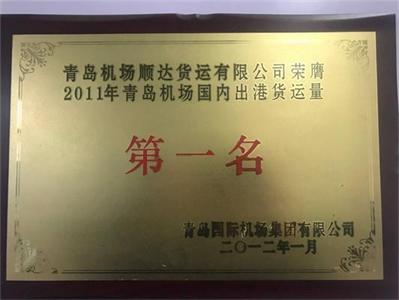 青岛机场顺达货运有限公司荣膺
2011年青岛机场国内出港货运量
第一名
青岛国际机场集团有限公司
二〇一二年一月